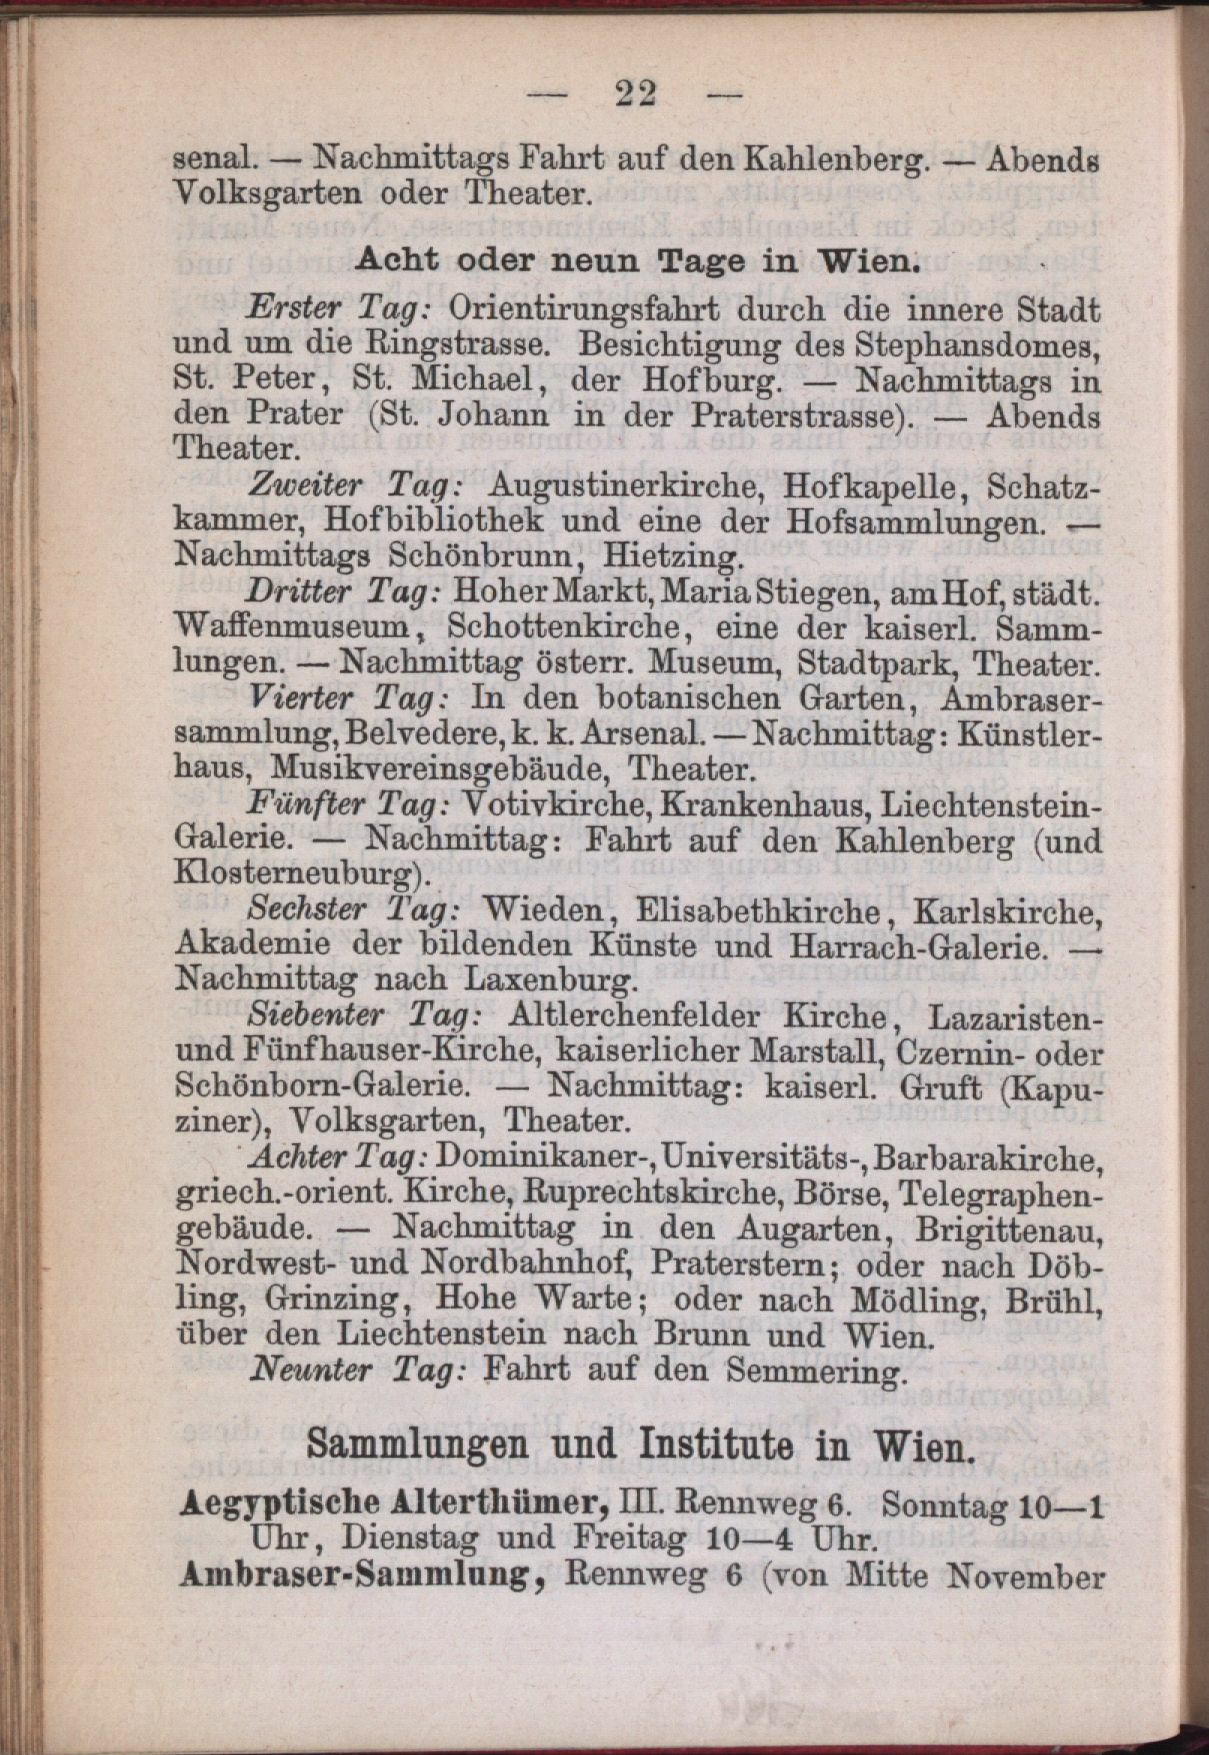 — 22 —
senal. — Nachmittags Fahrt auf den Kahlenberg. — Abends
Volksgarten oder Theater.
Acht oder neun Tage in Wien.
Erster Tag: Orientirungsfahrt durch die innere Stadt
und um die Ringstrasse. Besichtigung des Stephansdomes,
St. Peter, St. Michael, der Hofburg. — Nachmittags in
den Prater (St. Johann in der Praterstrasse). — Abends
Theater.
Zweiter Tag: Augustinerkirche, Hofkapelle, Schatz-
kammer, Hofbibliothek und eine der Hofsammlungen. —
Nachmittags Schönbrunn, Hietzing.
Dritter Tag: Hoher Markt, Maria Stiegen, am Hof, städt.
Waffenmuseum, Schottenkirche, eine der kaiserl. Samm-
lungen. — Nachmittag österr. Museum, Stadtpark, Theater.
Vierter Tag: In den botanischen Garten, Ambraser-
sammlung, Belvedere, k. k. Arsenal. — Nachmittag: Künstler-
haus, Musikvereinsgebäude, Theater.
Fünfter Tag: Votivkirche, Krankenhaus, Liechtenstein-
Galerie. — Nachmittag: Fahrt auf den Kahlenberg (und
Klosterneuburg).
Sechster Tag: Wieden, Elisabethkirche, Karlskirche,
Akademie der bildenden Künste und Harrach-Galerie. —
Nachmittag nach Laxenburg.
Siebenter Tag: Altlerchenfelder Kirche, Lazaristen-
und Fünfhauser-Kirche, kaiserlicher Marstall, Czernin- oder
Schönborn-Galerie. — Nachmittag: kaiserl. Gruft (Kapu-
ziner), Volksgarten, Theater.
Achter Tag: Dominikaner-, Universitäts-, Barbarakirche,
griech.-orient. Kirche, Ruprechtskirche, Börse, Telegraphen-
gebäude. — Nachmittag in den Augarten, Brigittenau,
Nordwest- und Nordbahnhof, Praterstern; oder nach Döb-
ling, Grinzing, Hohe Warte; oder nach Mödling, Brühl,
über den Liechtenstein nach Brunn und Wien.
Neunter Tag: Fahrt auf den Semmering.
Sammlungen und Institute in Wien.
Aegyptische Alterthümer, III. Rennweg 6. Sonntag 10—1
Uhr, Dienstag und Freitag 10—4 Uhr.
Ambraser-Sammlung, Rennweg 6 (von Mitte November